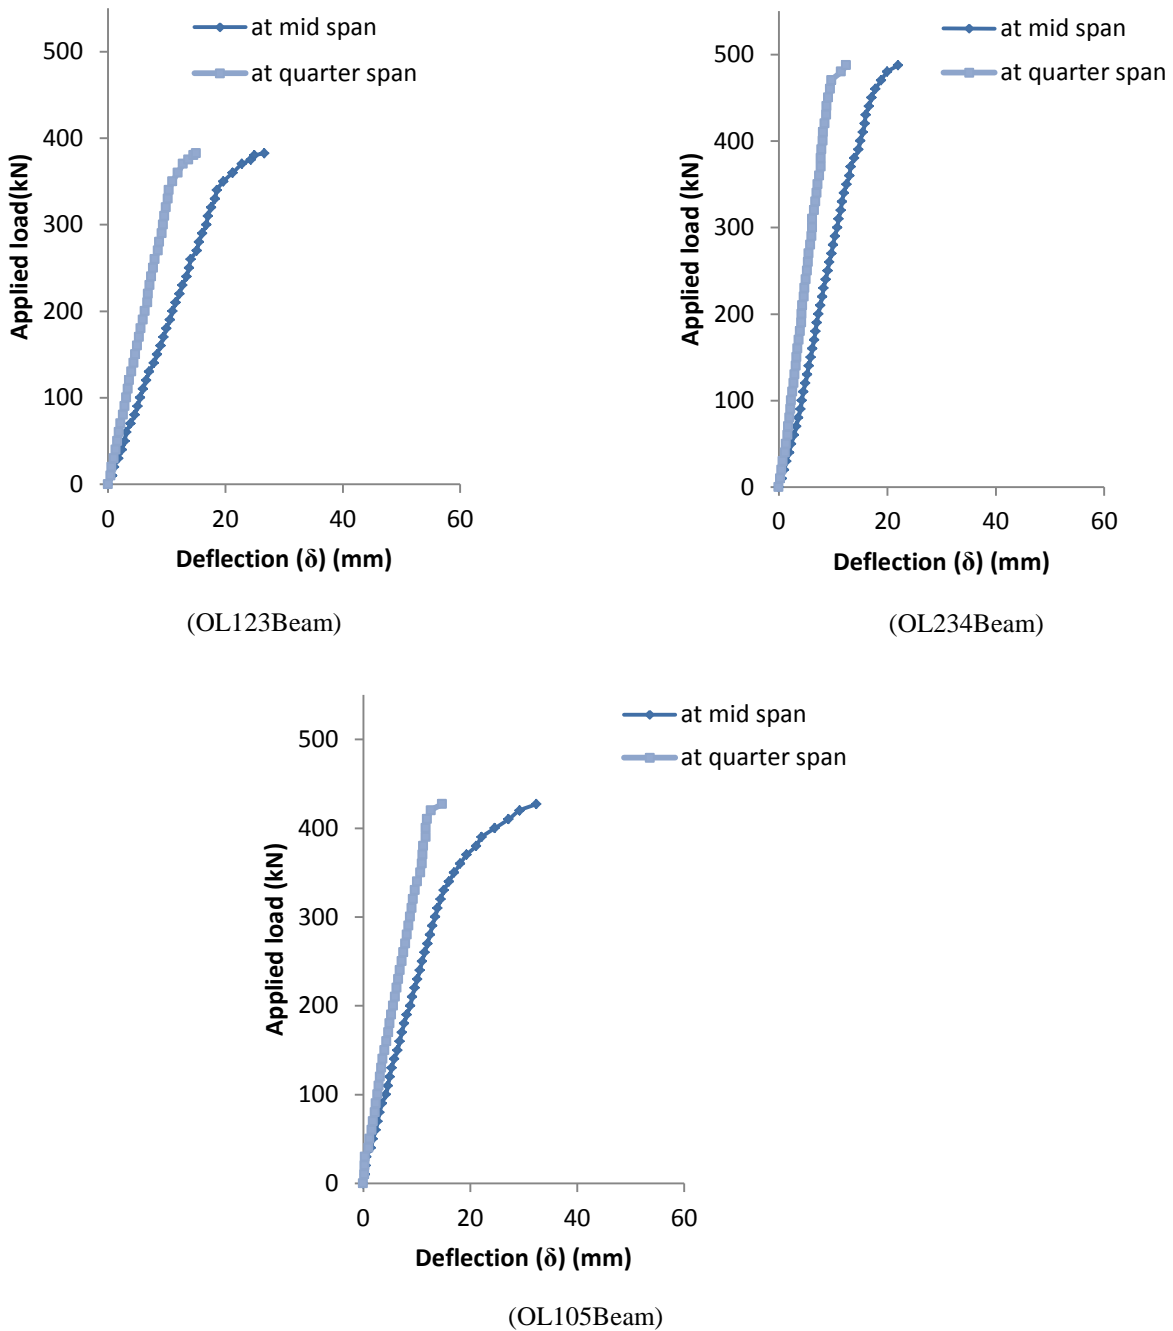 at mid span
at quarter span
500
400
300
200
100
0
0 20 40 60
Applied load(kN)
Deflection (δ) (mm)
(OL123Beam)
at mid span
at quarter span
500
400
300
200
100
0
0 20 40 60
Applied load (kN)
Deflection (δ) (mm)
(OL234Beam)
at mid span
at quarter span
500
400
300
200
100
0
0 20 40 60
Applied load (kN)
Deflection (δ) (mm)
(OL105Beam)